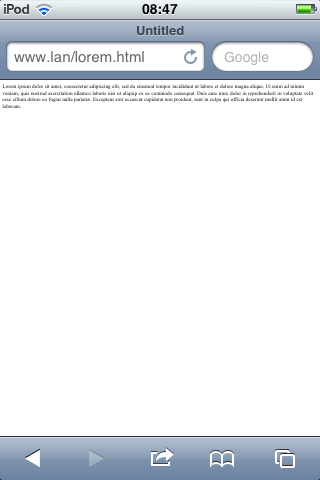 iPod 08:47
Untitled
www.lan/lorem.html Google
Lorem ipsum dolor sit amet, consectetur adipiscing elit, sed do eiusmod tempor incididunt ut labore et dolore magna aliqua. Ut enim ad minim
veniam, quis nostrud exercitation ullamco laboris nisi ut aliquip ex ea commodo consequat. Duis aute irure dolor in reprehenderit in voluptate velit
esse cillum dolore eu fugiat nulla pariatur. Excepteur sint occaecat cupidatat non proident, sunt in culpa qui officia deserunt mollit anim id est
laborum.